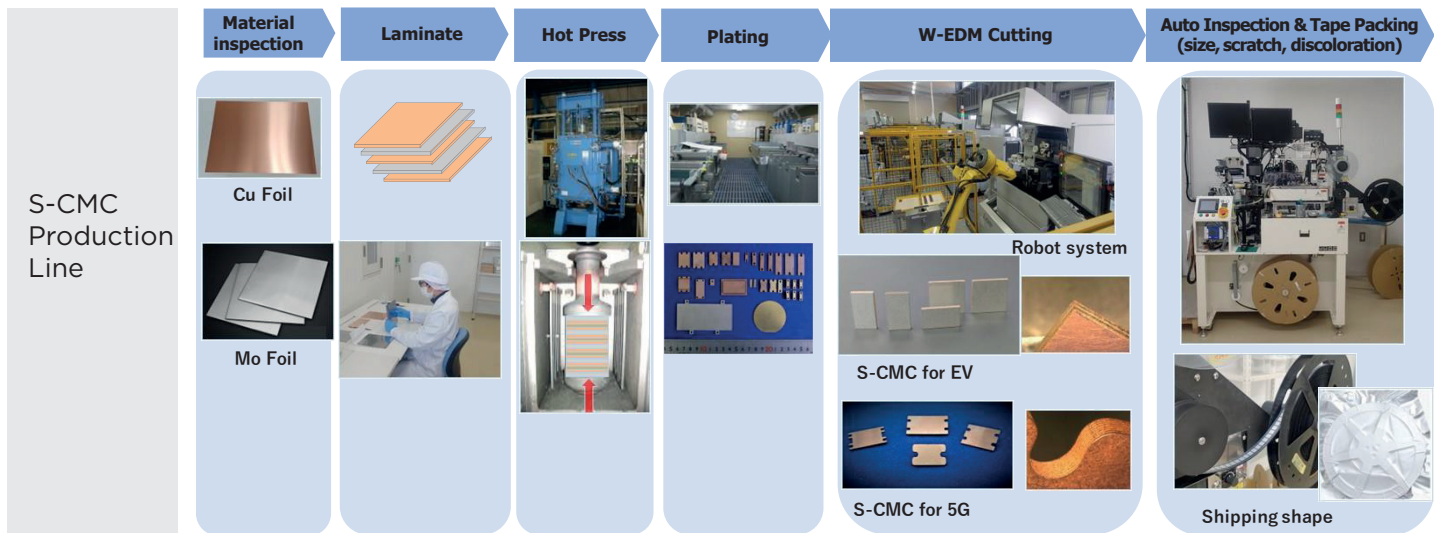 S-CMC
Production
Line
Material
inspection
Laminate
Hot Press
Plating
W-EDM Cutting
Auto Inspection & Tape Packing
(size, scratch, discoloration)
Cu Foil
Mo Foil
Robot system
S-CMC for EV
S-CMC for 5G
Shipping shape